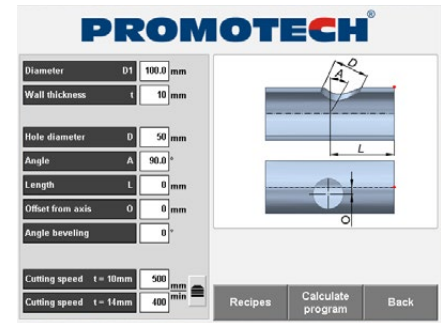 PROMOTECH®
Diameter D1 100.0 mm
Wall thickness t 10 mm
Hole diameter D 50 mm
Angle A 90.0 °
Length L 0 mm
Offset from axis O 0 mm
Angle beveling 0 °
Cutting speed t = 10mm 500
mm
min
Cutting speed t = 14mm 400
D
A
L
O
Recipes
Calculate
program
Back